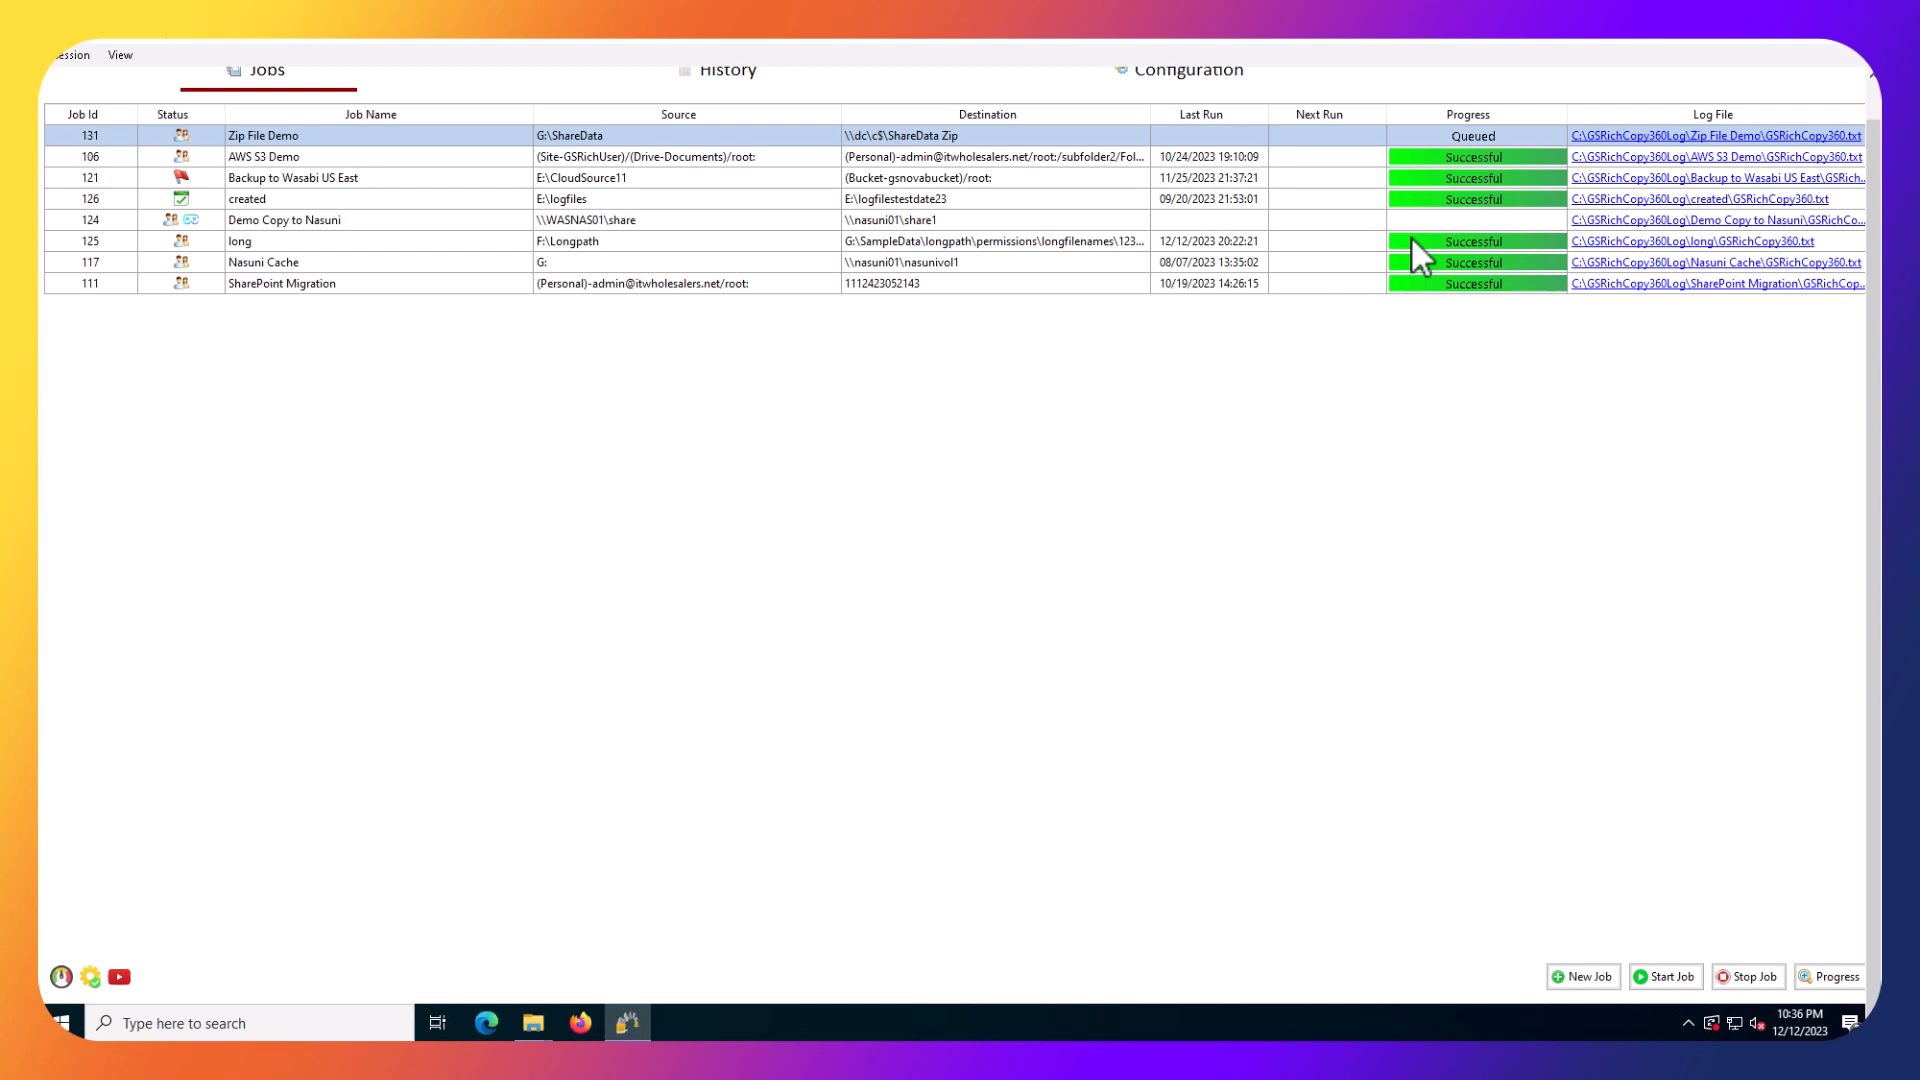 ession View
Jobs History Configuration
Job Id Status Job Name Source Destination Last Run Next Run Progress Log File
131 Zip File Demo G:\ShareData \\dc\c$\ShareData Zip Queued C:\GSRichCopy360Log\Zip File Demo\GSRichCopy360.txt
106 AWS S3 Demo (Site-GSRichUser)/(Drive-Documents)/root: (Personal)-admin@itwholesalers.net/root:/subfolder2/Fol... 10/24/2023 19:10:09 Successful C:\GSRichCopy360Log\AWS S3 Demo\GSRichCopy360.txt
121 Backup to Wasabi US East E:\CloudSource11 (Bucket-gsnovabucket)/root: 11/25/2023 21:37:21 Successful C:\GSRichCopy360Log\Backup to Wasabi US East\GSRich...
126 created E:\logfiles E:\logfilestestdate23 09/20/2023 21:53:01 Successful C:\GSRichCopy360Log\created\GSRichCopy360.txt
124 Demo Copy to Nasuni \\WASNAS01\share \\nasuni01\share1 C:\GSRichCopy360Log\Demo Copy to Nasuni\GSRichCo...
125 long F:\Longpath G:\SampleData\longpath\permissions\longfilenames\123... 12/12/2023 20:22:21 Successful C:\GSRichCopy360Log\long\GSRichCopy360.txt
117 Nasuni Cache G: \\nasuni01\nasunivol1 08/07/2023 13:35:02 Successful C:\GSRichCopy360Log\Nasuni Cache\GSRichCopy360.txt
111 SharePoint Migration (Personal)-admin@itwholesalers.net/root: 1112423052143 10/19/2023 14:26:15 Successful C:\GSRichCopy360Log\SharePoint Migration\GSRichCop...
New Job Start Job Stop Job Progress
Type here to search 10:36 PM
12/12/2023